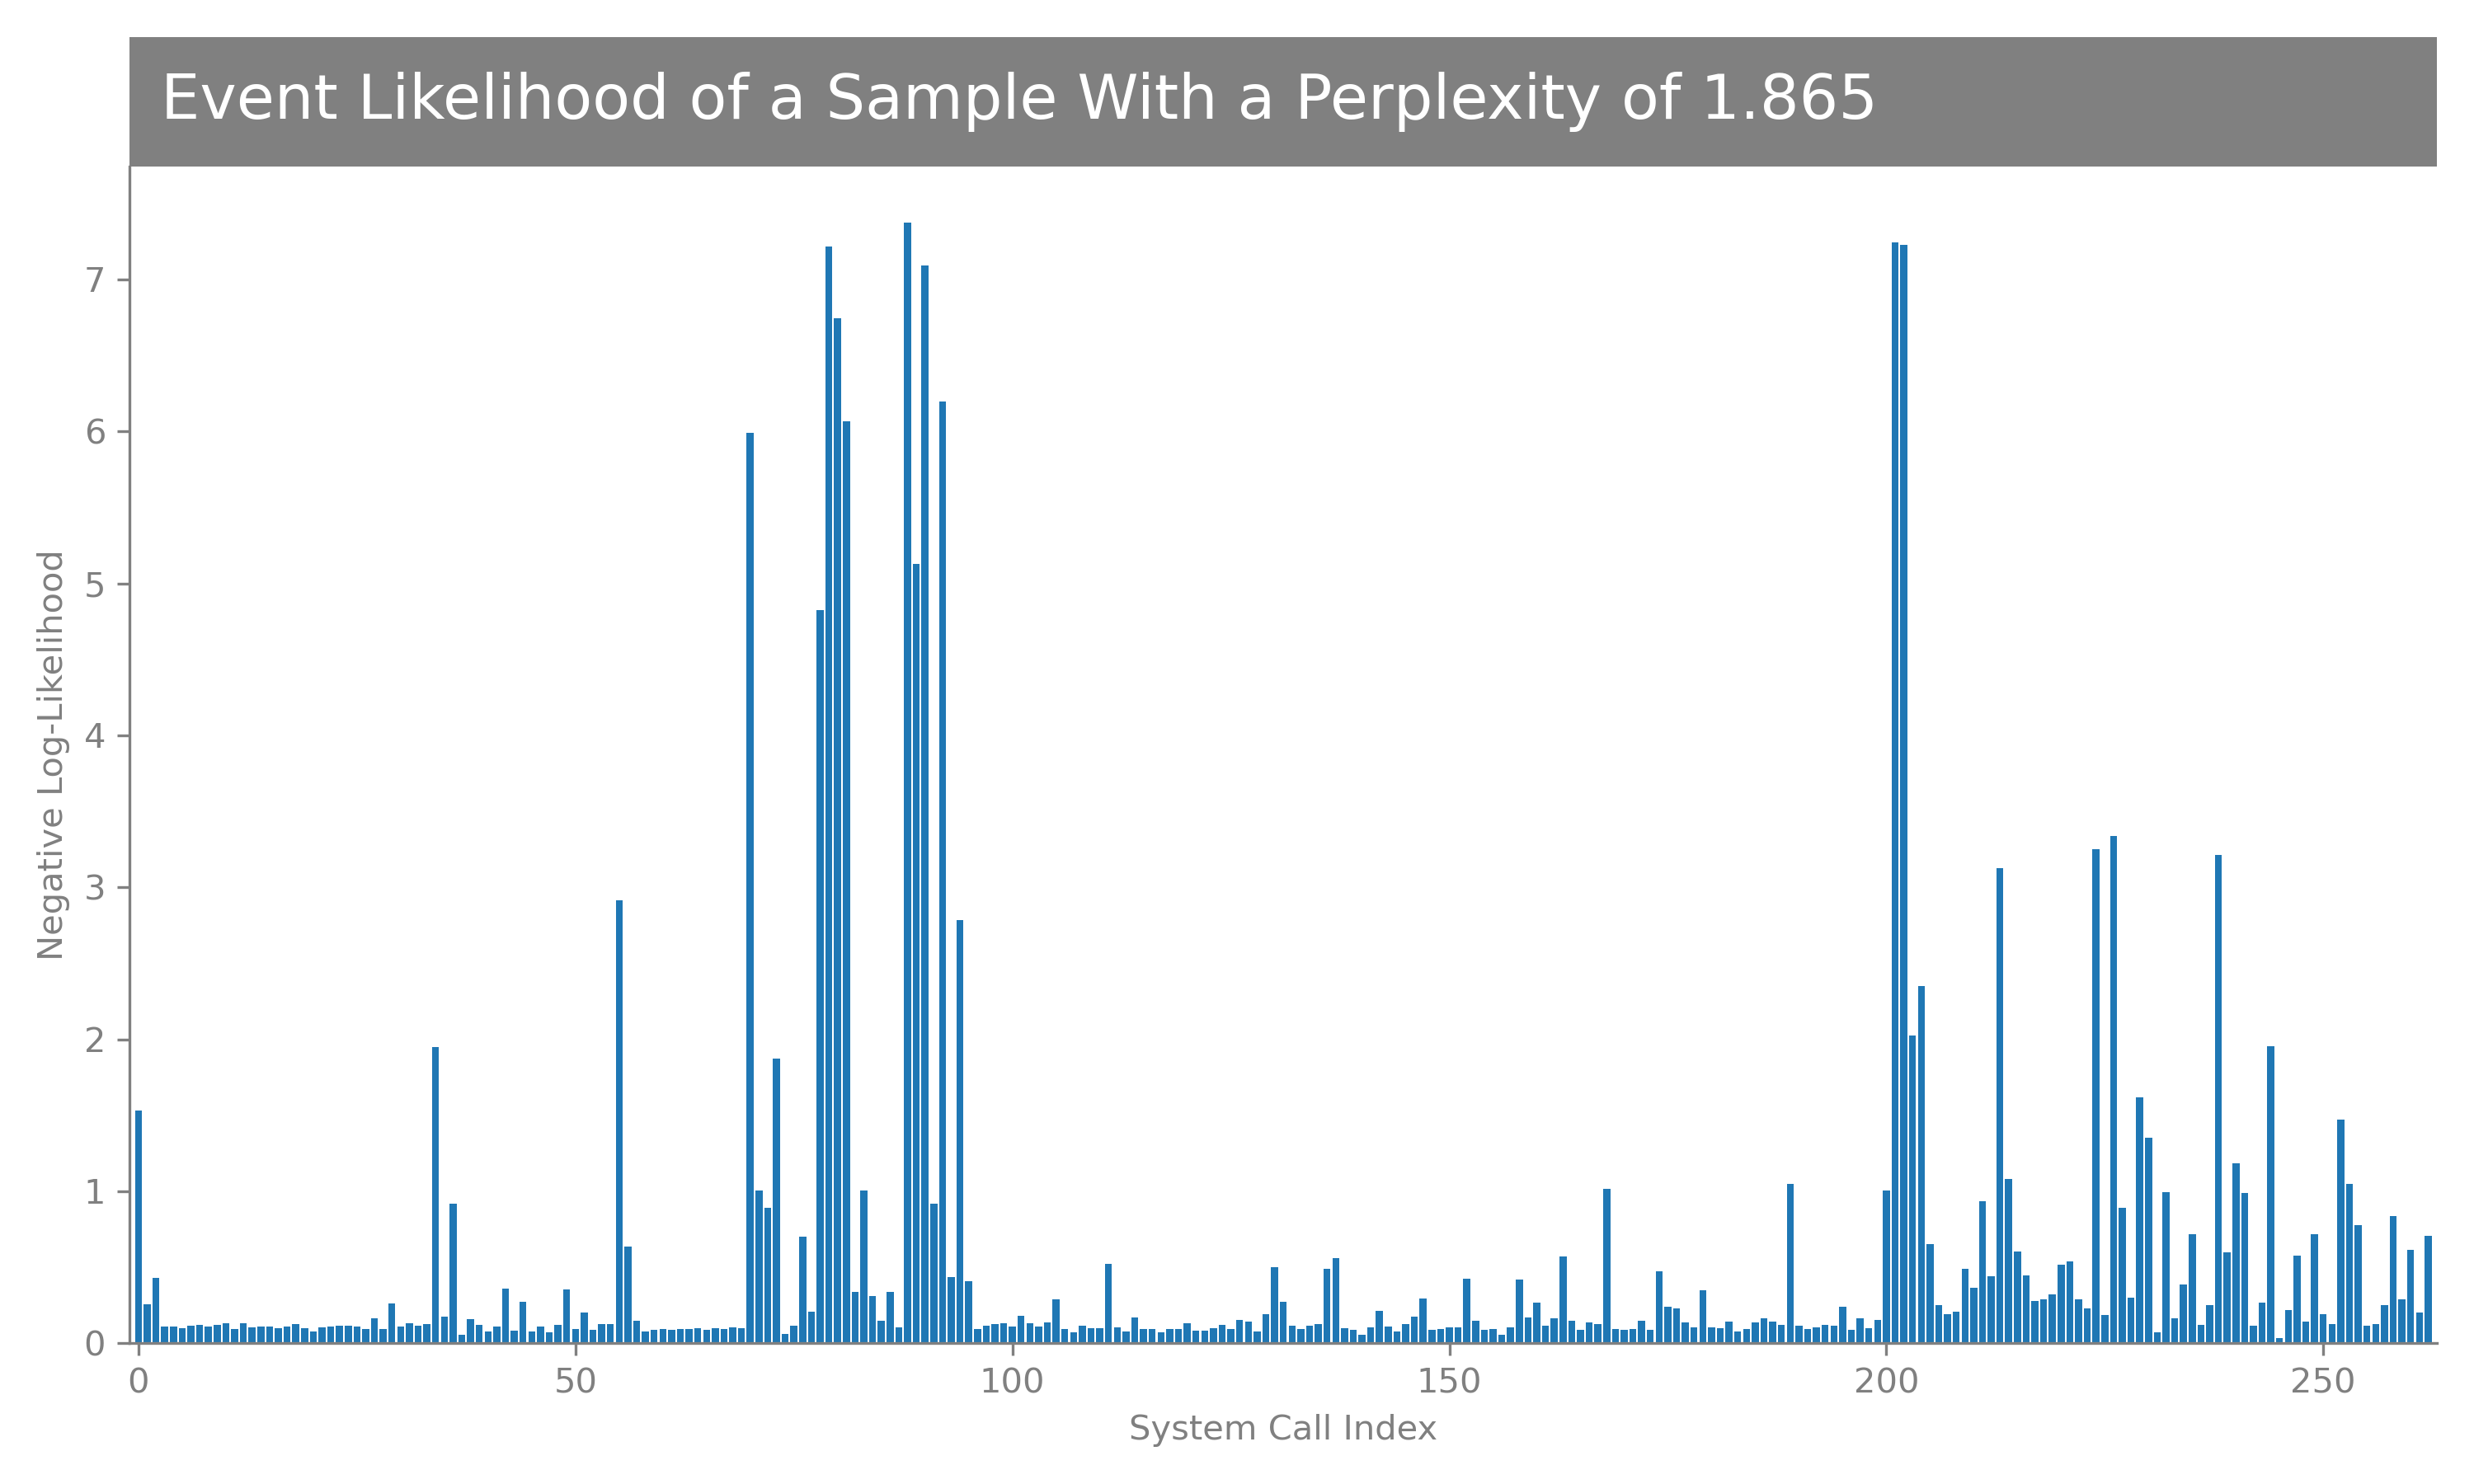 Event Likelihood of a Sample With a Perplexity of 1.865
Negative Log-Likelihood
7
6
5
4
3
2
1
0
0 50 100 150 200 250
System Call Index